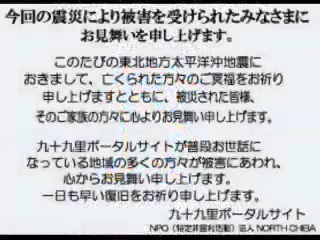 今回の震災により被害を受けられたみなさまに
お見舞いを申し上げます。
このたびの東北地方太平洋沖地震に
おきまして、亡くられた方々のご冥福をお祈り
申し上げますとともに、被災された皆様、
そのご家族の方々に心よりお見舞い申し上げます。
九十九里ポータルサイトが普段お世話に
なっている地域の多くの方々が被害にあわれ、
心からお見舞い申し上げます。
一日も早い復旧をお祈り申し上げます。
九十九里ポータルサイト
NPO（特定非営利活動）法人 NORTH CHIBA